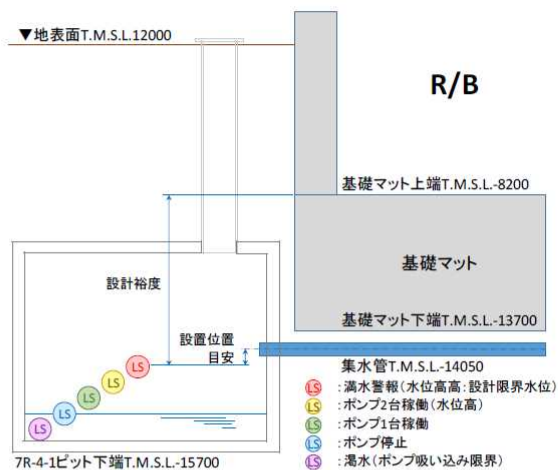 ▼地表面T.M.S.L.12000
R/B
基礎マット上端T.M.S.L.-8200
基礎マット
設計裕度
基礎マット下端T.M.S.L.-13700
設置位置
目安
集水管T.M.S.L.-14050
LS
LS
LS
LS
LS
LS :満水警報(水位高高:設計限界水位)
LS :ポンプ2台稼働(水位高)
LS :ポンプ1台稼働
LS :ポンプ停止
LS :渇水(ポンプ吸い込み限界)
7R-4-1ピット下端T.M.S.L.-15700